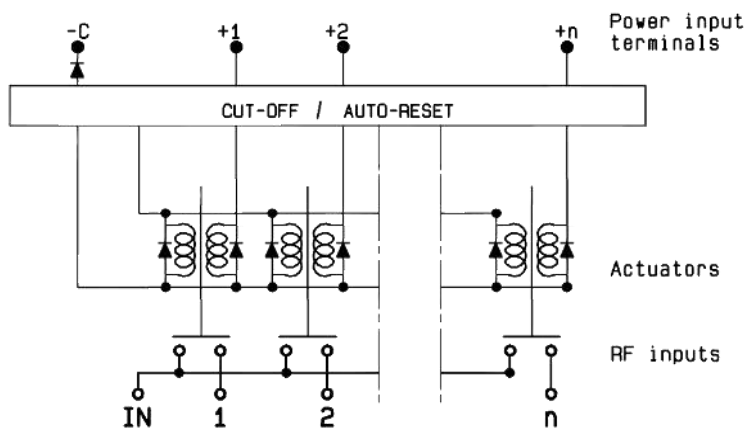 -C +1 +2 +n Power input
terminals
CUT-OFF / AUTO-RESET
Actuators
RF inputs
IN 1 2 n